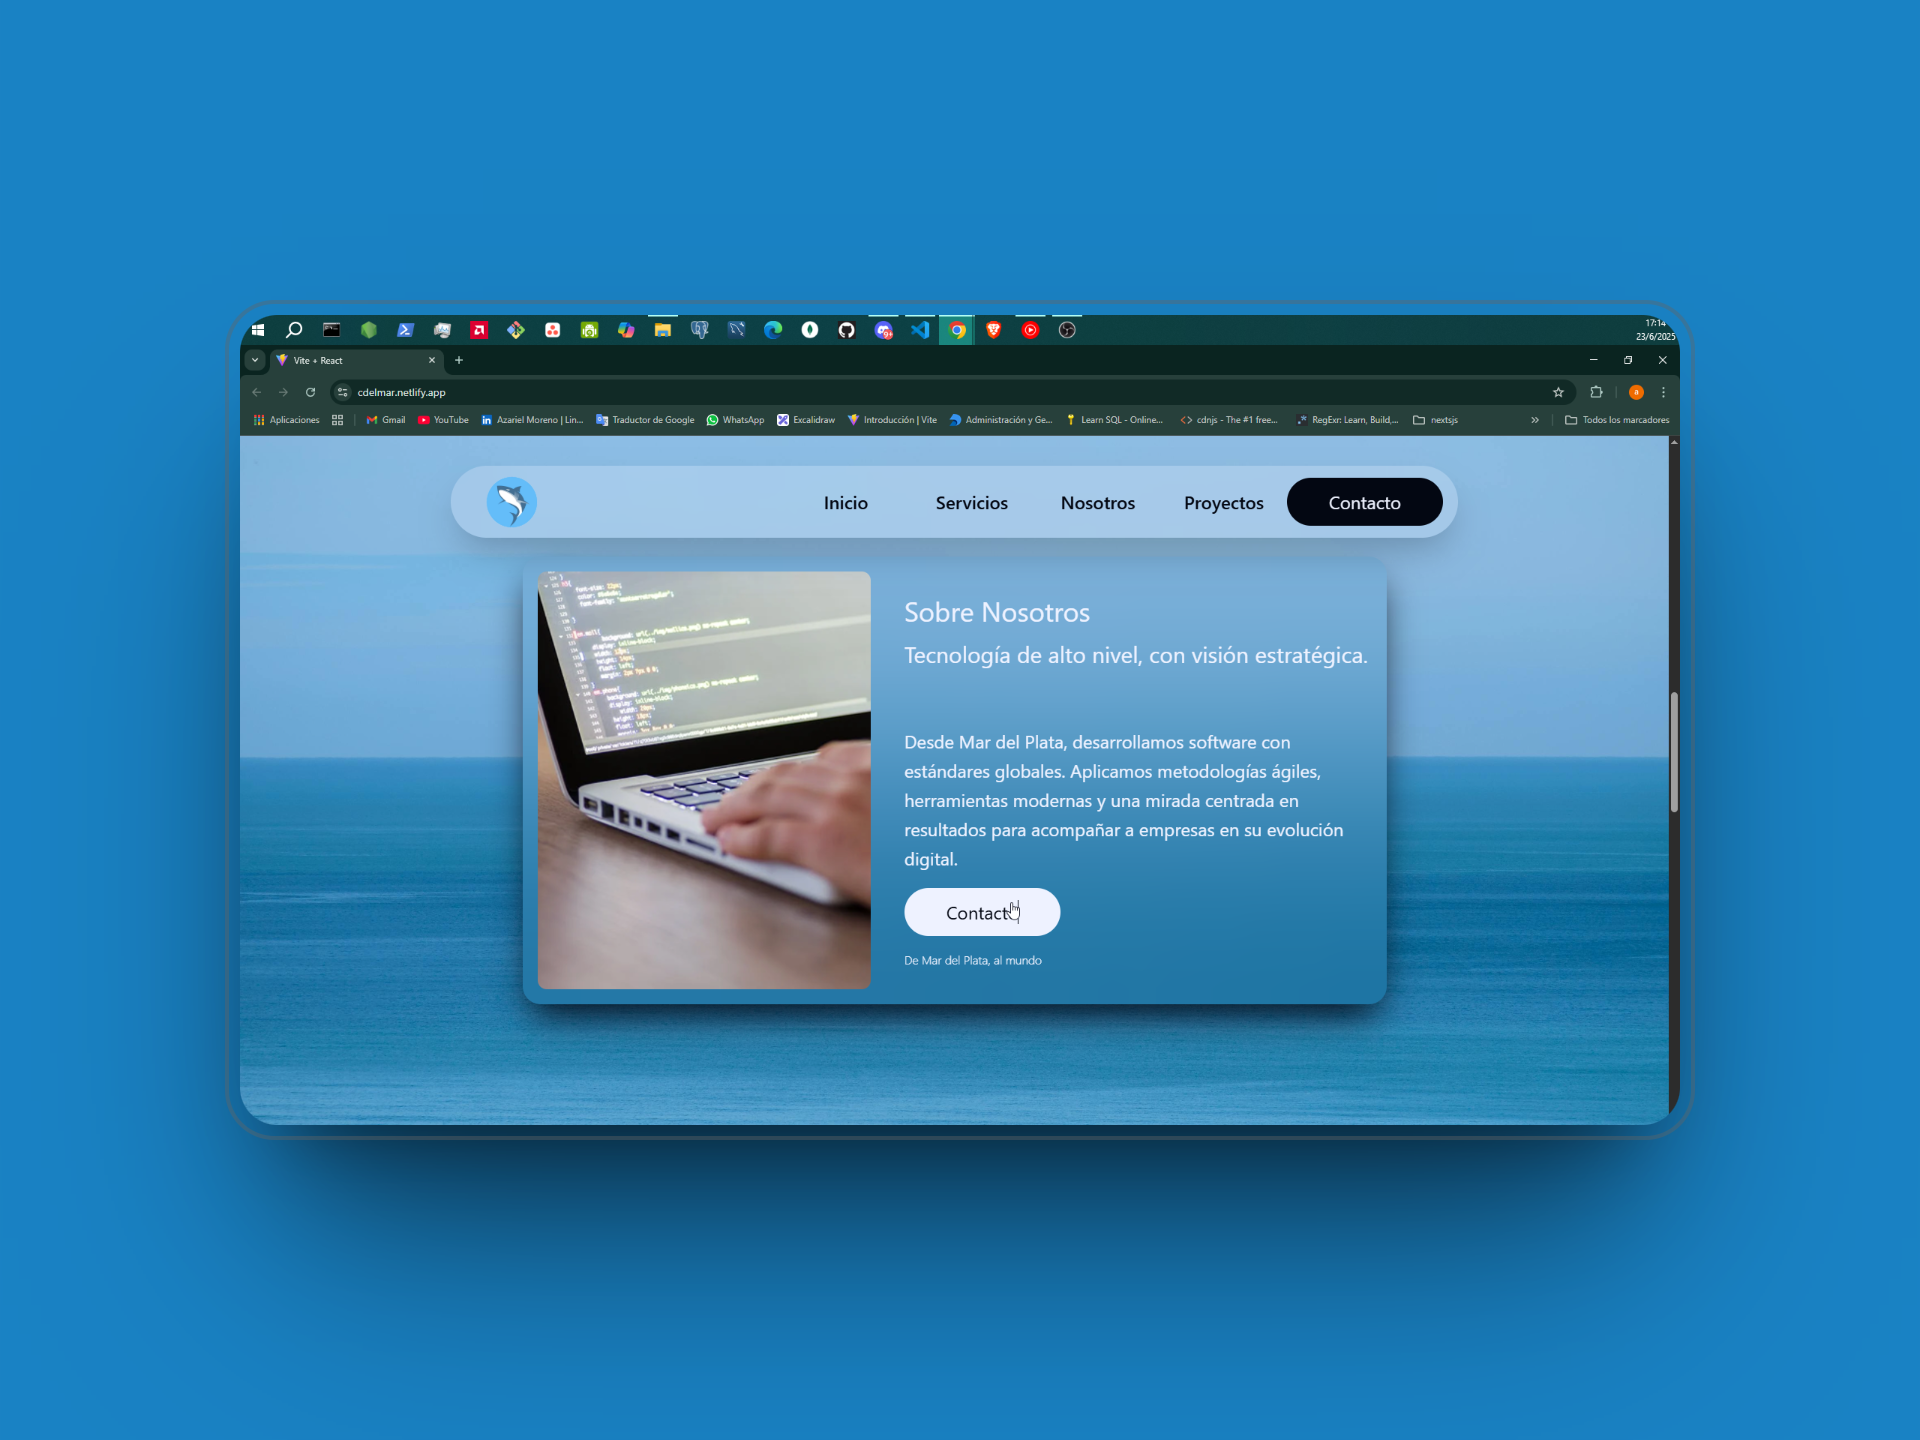 17:14
23/6/2025
Vite + React
cdelmar.netlify.app
Aplicaciones
Gmail
YouTube
Azariel Moreno | Lin...
Traductor de Google
WhatsApp
Excalidraw
Introducción | Vite
Administración y Ge...
Learn SQL - Online...
cdnjs - The #1 free...
RegExr: Learn, Build,...
nextsjs
Todos los marcadores
Inicio
Servicios
Nosotros
Proyectos
Contacto
Sobre Nosotros
Tecnología de alto nivel, con visión estratégica.
Desde Mar del Plata, desarrollamos software con
estándares globales. Aplicamos metodologías ágiles,
herramientas modernas y una mirada centrada en
resultados para acompañar a empresas en su evolución
digital.
Contacto
De Mar del Plata, al mundo